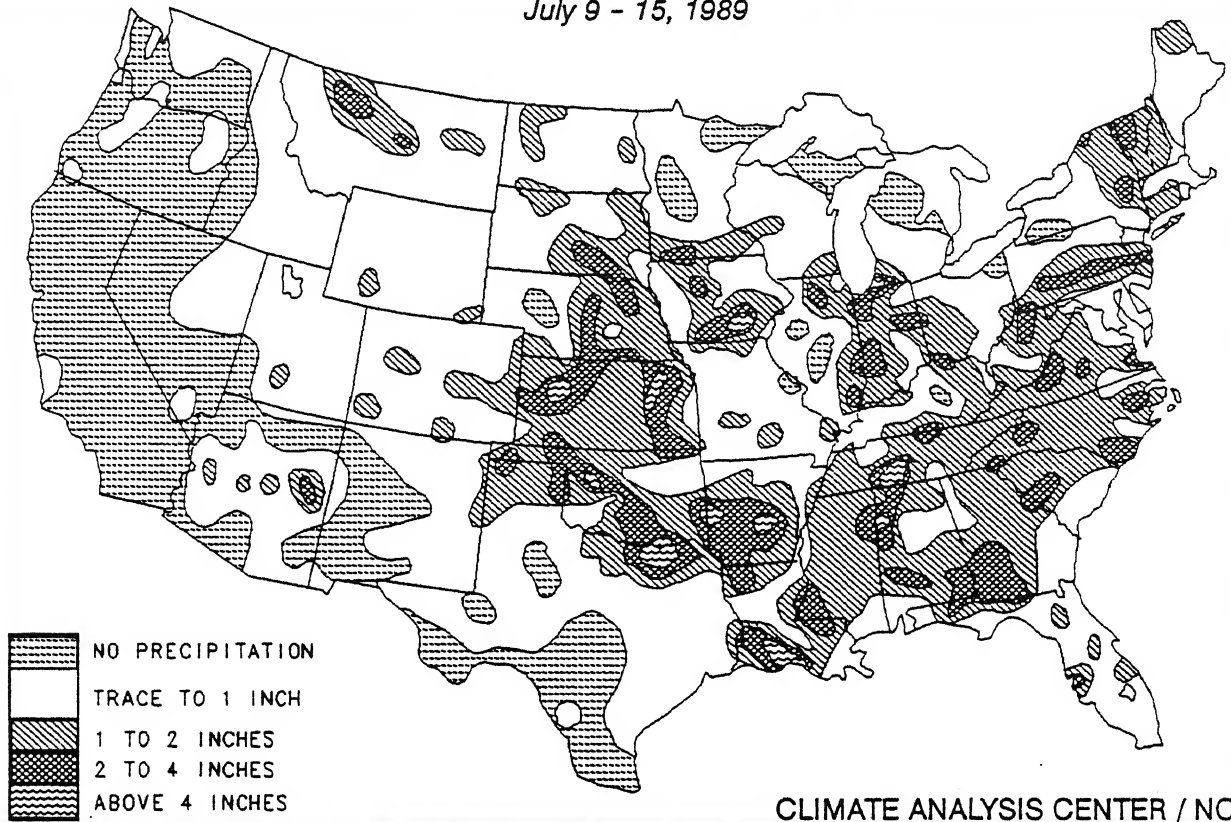 July 9 - 15, 1989
NO PRECIPITATION
TRACE TO 1 INCH
1 TO 2 INCHES
2 TO 4 INCHES
ABOVE 4 INCHES
CLIMATE ANALYSIS CENTER / NO